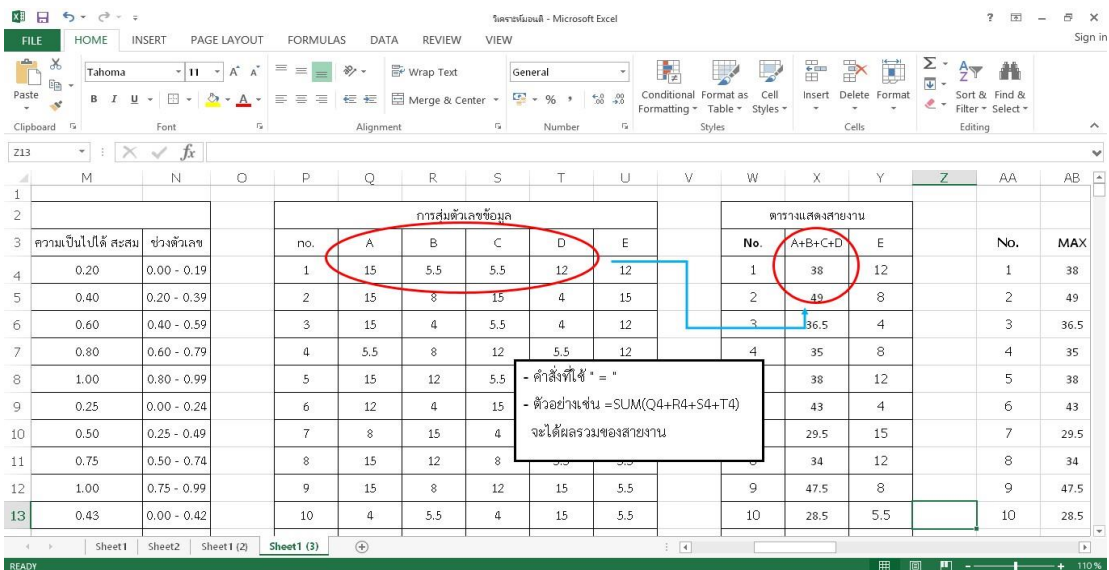 วิเคราะห์มอนติ - Microsoft Excel
FILE HOME INSERT PAGE LAYOUT FORMULAS DATA REVIEW VIEW Sign in
Paste Tahoma 11 Wrap Text General Conditional Formatting Format as Table Cell Styles Insert Delete Format Sort & Filter Find & Select
B I U Merge & Center
Clipboard Font Alignment Number Styles Cells Editing
Z13 fx
M N O P Q R S T U V W X Y Z AA AB
1
2 การสุ่มตัวเลขข้อมูล ตารางแสดงสายงาน
3 ความเป็นไปได้ สะสม ช่วงตัวเลข no. A B C D E No. A+B+C+D E No. MAX
4 0.20 0.00 - 0.19 1 15 5.5 5.5 12 12 1 38 12 1 38
5 0.40 0.20 - 0.39 2 15 8 15 4 15 2 49 8 2 49
6 0.60 0.40 - 0.59 3 15 4 5.5 4 12 3 36.5 4 3 36.5
7 0.80 0.60 - 0.79 4 5.5 8 12 5.5 12 4 35 8 4 35
8 1.00 0.80 - 0.99 5 15 12 5.5 38 12 5 38
9 0.25 0.00 - 0.24 6 12 4 15 43 4 6 43
10 0.50 0.25 - 0.49 7 8 15 4 29.5 15 7 29.5
11 0.75 0.50 - 0.74 8 15 12 8 34 12 8 34
12 1.00 0.75 - 0.99 9 15 8 12 15 5.5 9 47.5 8 9 47.5
13 0.43 0.00 - 0.42 10 4 5.5 4 15 5.5 10 28.5 5.5 10 28.5
- คำสั่งที่ใช้ " = "
- ตัวอย่างเช่น =SUM(Q4+R4+S4+T4)
จะได้ผลรวมของสายงาน
Sheet1 Sheet2 Sheet1 (2) Sheet1 (3)
READY 110%